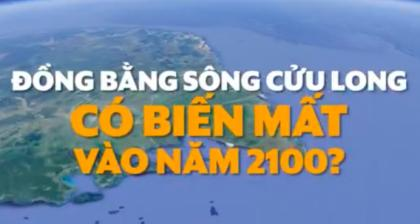 ĐỒNG BẰNG SÔNG CỬU LONG
CÓ BIẾN MẤT
VÀO NĂM 2100?